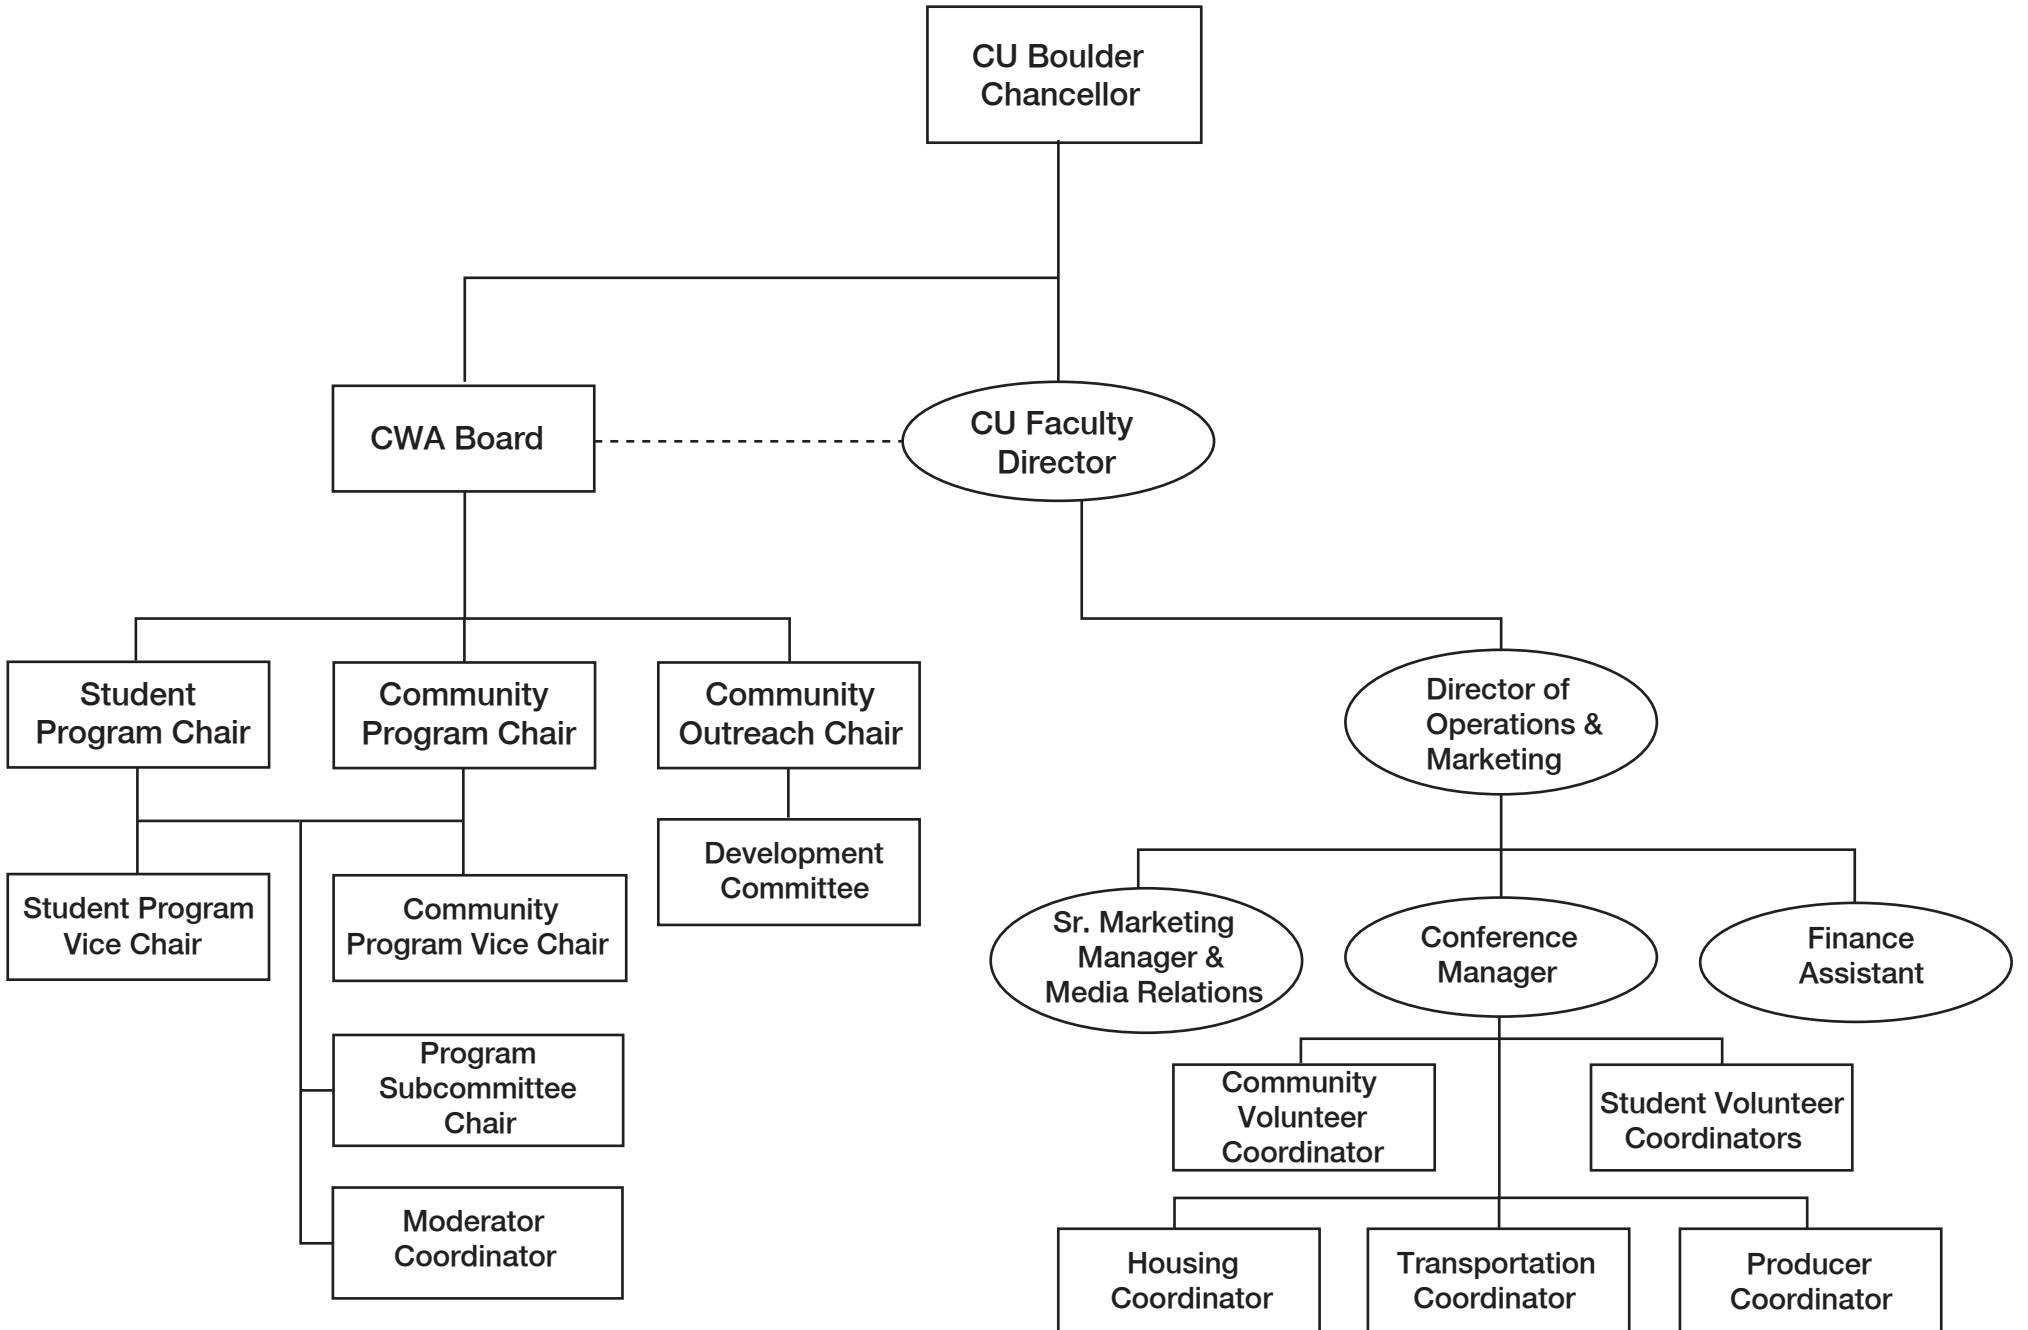 CU Boulder
Chancellor
CWA Board
CU Faculty
Director
Student
Program Chair
Community
Program Chair
Community
Outreach Chair
Director of
Operations &
Marketing
Student Program
Vice Chair
Community
Program Vice Chair
Development
Committee
Sr. Marketing
Manager &
Media Relations
Conference
Manager
Finance
Assistant
Program
Subcommittee
Chair
Community
Volunteer
Coordinator
Student Volunteer
Coordinators
Moderator
Coordinator
Housing
Coordinator
Transportation
Coordinator
Producer
Coordinator